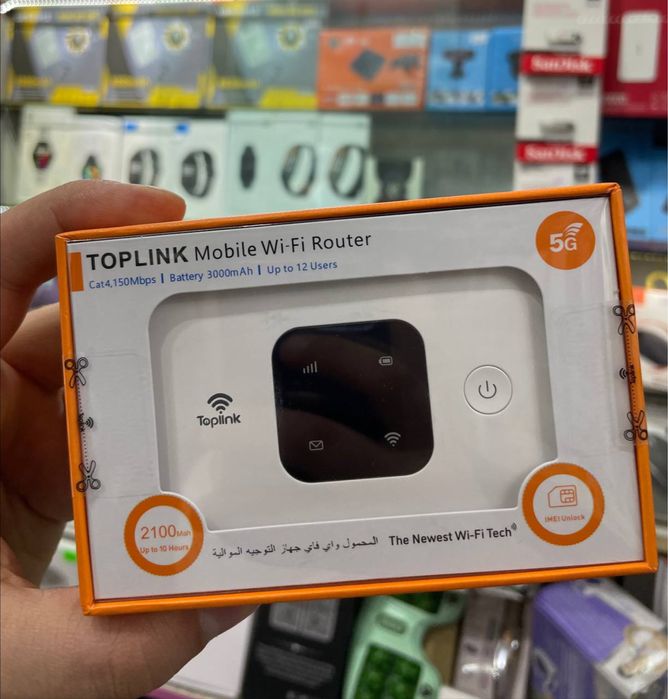 TOPLINK Mobile Wi-Fi Router
Cat4,150Mbps | Battery 3000mAh | Up to 12 Users
5G
Toplink
2100Mah
Up to 10 Hours
المحمول واي فاي جهاز التوجيه الموالية
The Newest Wi-Fi Tech
IMEI Unlock
SanDisk
SanDisk